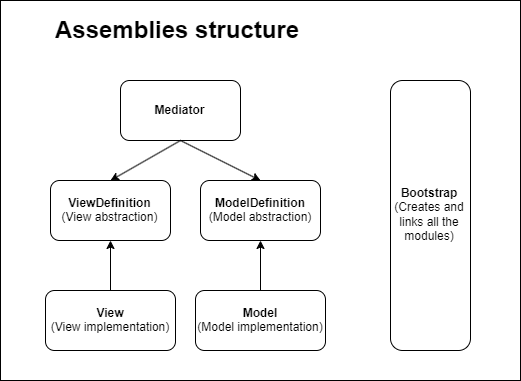 Assemblies structure
Mediator
ViewDefinition
(View abstraction)
ModelDefinition
(Model abstraction)
Bootstrap
(Creates and
links all the
modules)
View
(View implementation)
Model
(Model implementation)